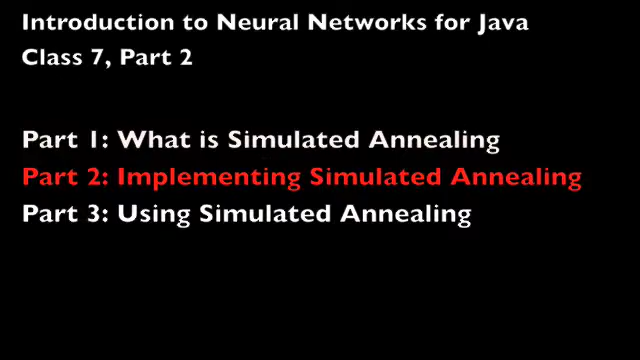 Introduction to Neural Networks for Java
Class 7, Part 2
Part 1: What is Simulated Annealing
Part 2: Implementing Simulated Annealing
Part 3: Using Simulated Annealing